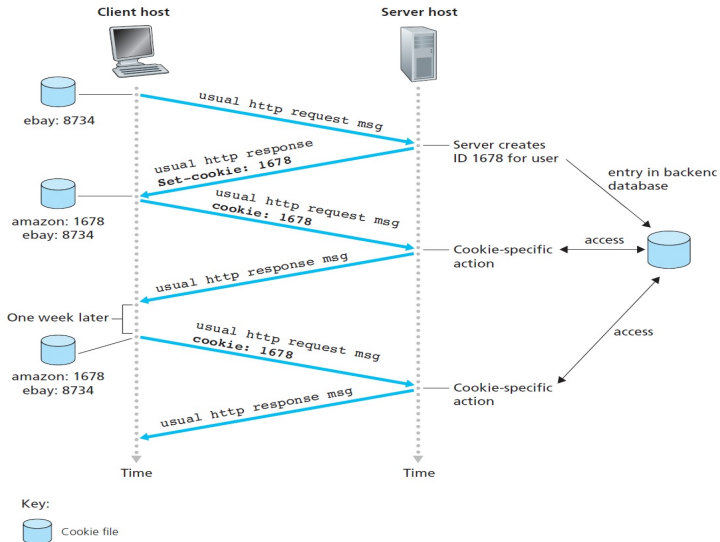 Client host
Server host
ebay: 8734
usual http request msg
Server creates
ID 1678 for user
entry in backend
database
usual http response
Set-cookie: 1678
amazon: 1678
ebay: 8734
usual http request msg
cookie: 1678
Cookie-specific
action
access
usual http response msg
One week later
amazon: 1678
ebay: 8734
usual http request msg
cookie: 1678
access
Cookie-specific
action
usual http response msg
Time
Time
Key:
Cookie file